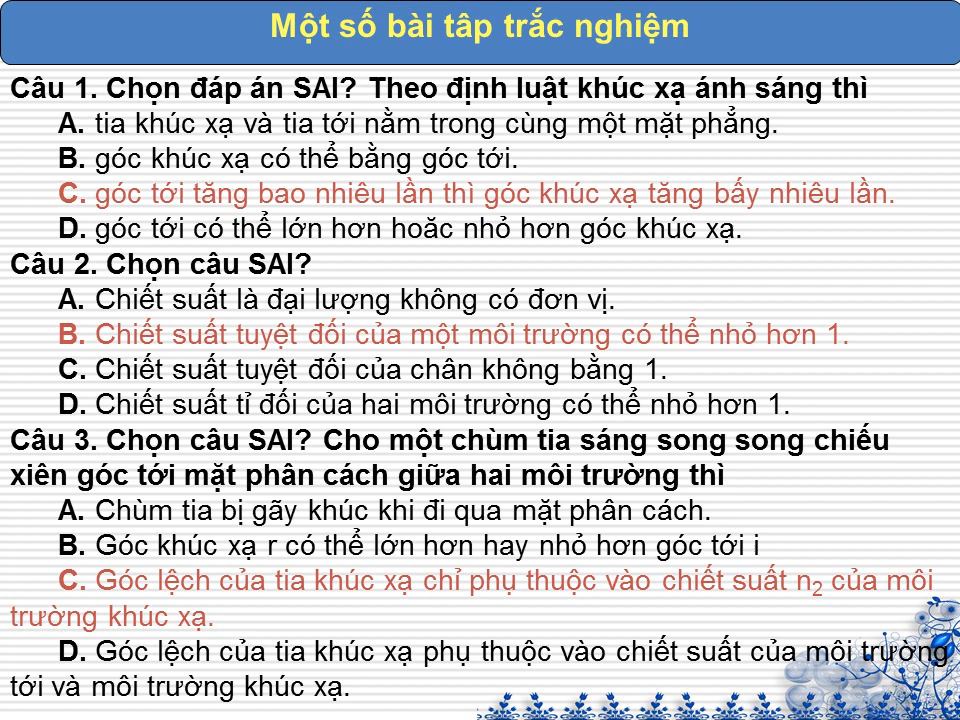 Một số bài tâp trắc nghiệm
Câu 1. Chọn đáp án SAI? Theo định luật khúc xạ ánh sáng thì
A. tia khúc xạ và tia tới nằm trong cùng một mặt phẳng.
B. góc khúc xạ có thể bằng góc tới.
C. góc tới tăng bao nhiêu lần thì góc khúc xạ tăng bấy nhiêu lần.
D. góc tới có thể lớn hơn hoăc nhỏ hơn góc khúc xạ.
Câu 2. Chọn câu SAI?
A. Chiết suất là đại lượng không có đơn vị.
B. Chiết suất tuyệt đối của một môi trường có thể nhỏ hơn 1.
C. Chiết suất tuyệt đối của chân không bằng 1.
D. Chiết suất tỉ đối của hai môi trường có thể nhỏ hơn 1.
Câu 3. Chọn câu SAI? Cho một chùm tia sáng song song chiếu
xiên góc tới mặt phân cách giữa hai môi trường thì
A. Chùm tia bị gãy khúc khi đi qua mặt phân cách.
B. Góc khúc xạ r có thể lớn hơn hay nhỏ hơn góc tới i
C. Góc lệch của tia khúc xạ chỉ phụ thuộc vào chiết suất n₂ của môi
trường khúc xạ.
D. Góc lệch của tia khúc xạ phụ thuộc vào chiết suất của môi trường
tới và môi trường khúc xạ.